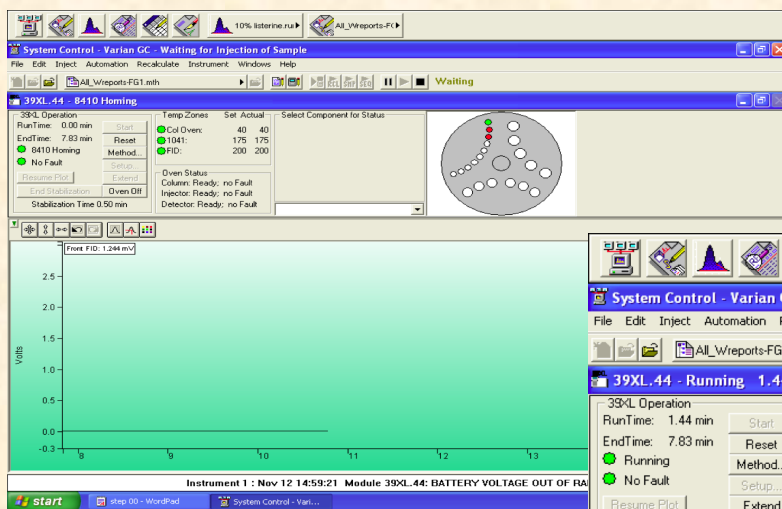 10% listerine.ru
All_Wreports-F
System Control - Varian GC - Waiting for Injection of Sample
File Edit Inject Automation Recalculate Instrument Windows Help
All_Wreports-FG1.mth
RCL SMP SEQ
Waiting
39XL.44 - 8410 Homing
39XL Operation
RunTime: 0.00 min
Start
EndTime: 7.83 min
Reset
8410 Homing
Method...
No Fault
Setup...
Resume Plot
Extend
End Stabilization
Oven Off
Stabilization Time 0.50 min
Temp Zones Set Actual
Col Oven: 40 40
1041: 175 175
FID: 200 200
Oven Status
Column: Ready; no Fault
Injector: Ready; no Fault
Detector: Ready; no Fault
Select Component for Status
Front FID: 1.244 mV
Volts
2.5
2.0
1.5
1.0
0.5
0.0
-0.3
8 9 10 11 12 13
Instrument 1 : Nov 12 14:59:21 Module 39XL.44: BATTERY VOLTAGE OUT OF RA
start
step 00 - WordPad
System Control - Vari...
System Control - Varian
File Edit Inject Automation
All_Wreports-FG
39XL.44 - Running 1.4
39XL Operation
RunTime: 1.44 min
Start
EndTime: 7.83 min
Reset
Running
Method...
No Fault
Setup...
Resume Plot
Extend